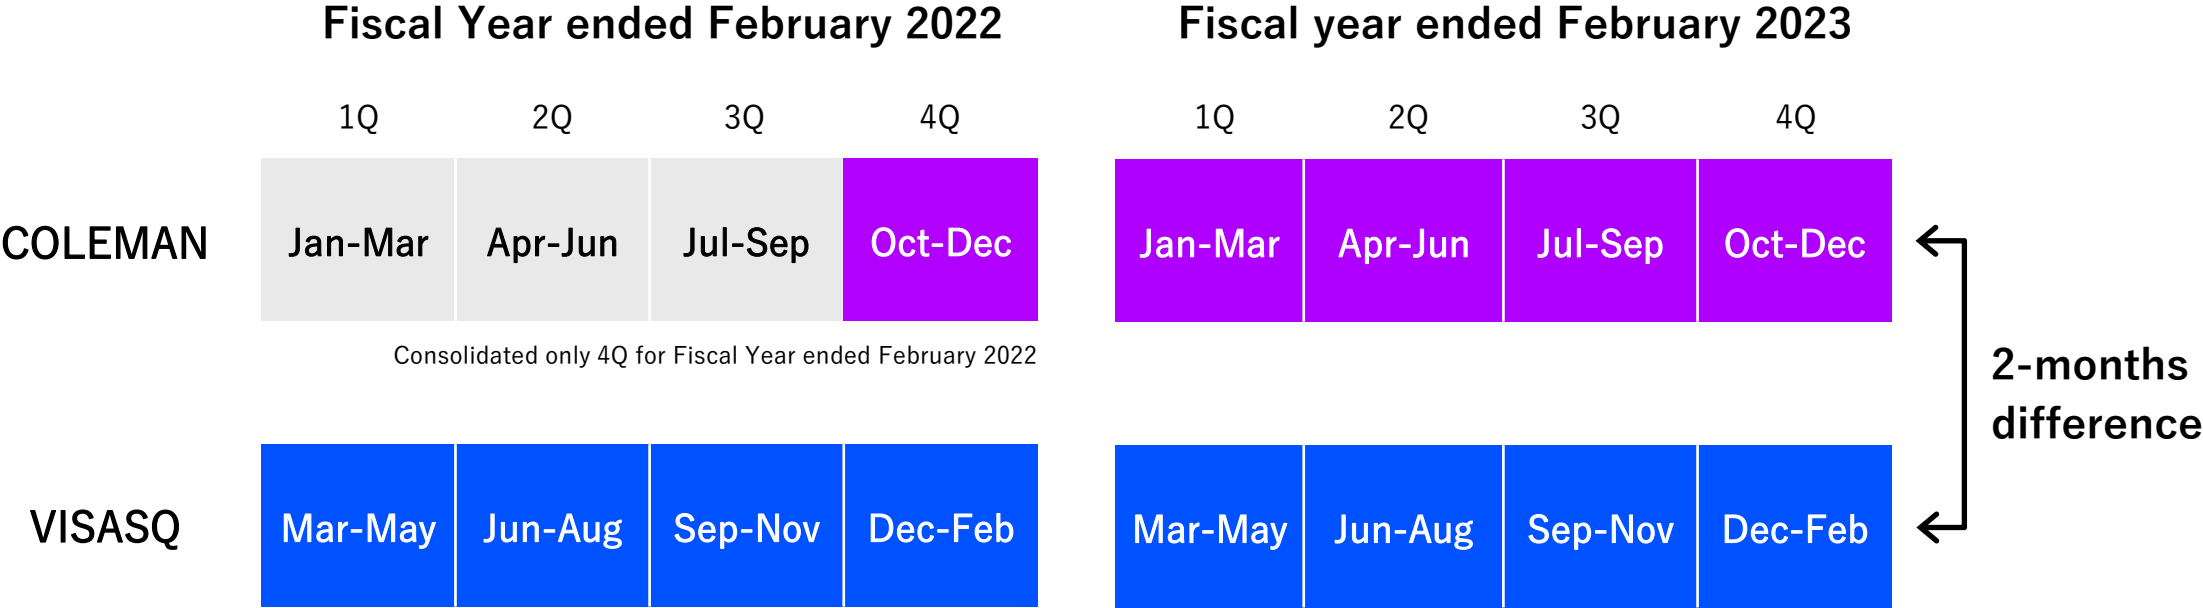 Fiscal Year ended February 2022
Fiscal year ended February 2023
1Q 2Q 3Q 4Q
1Q 2Q 3Q 4Q
COLEMAN
Jan-Mar Apr-Jun Jul-Sep Oct-Dec
Jan-Mar Apr-Jun Jul-Sep Oct-Dec
Consolidated only 4Q for Fiscal Year ended February 2022
2-months
difference
VISASQ
Mar-May Jun-Aug Sep-Nov Dec-Feb
Mar-May Jun-Aug Sep-Nov Dec-Feb